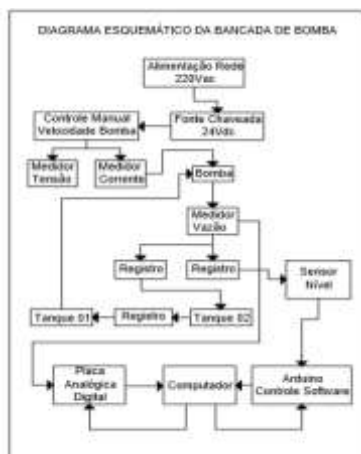 DIAGRAMA ESQUEMÁTICO DA BANCADA DE BOMBA
Alimentação Rede
220Vac
Controle Manual
Velocidade Bomba
Fonte Chaveada
24Vdc
Medidor
Tensão
Medidor
Corrente
Bomba
Medidor
Vazão
Registro
Registro
Sensor
Nível
Tanque 01
Registro
Tanque 02
Placa
Analógica
Digital
Computador
Arduino
Controle Software